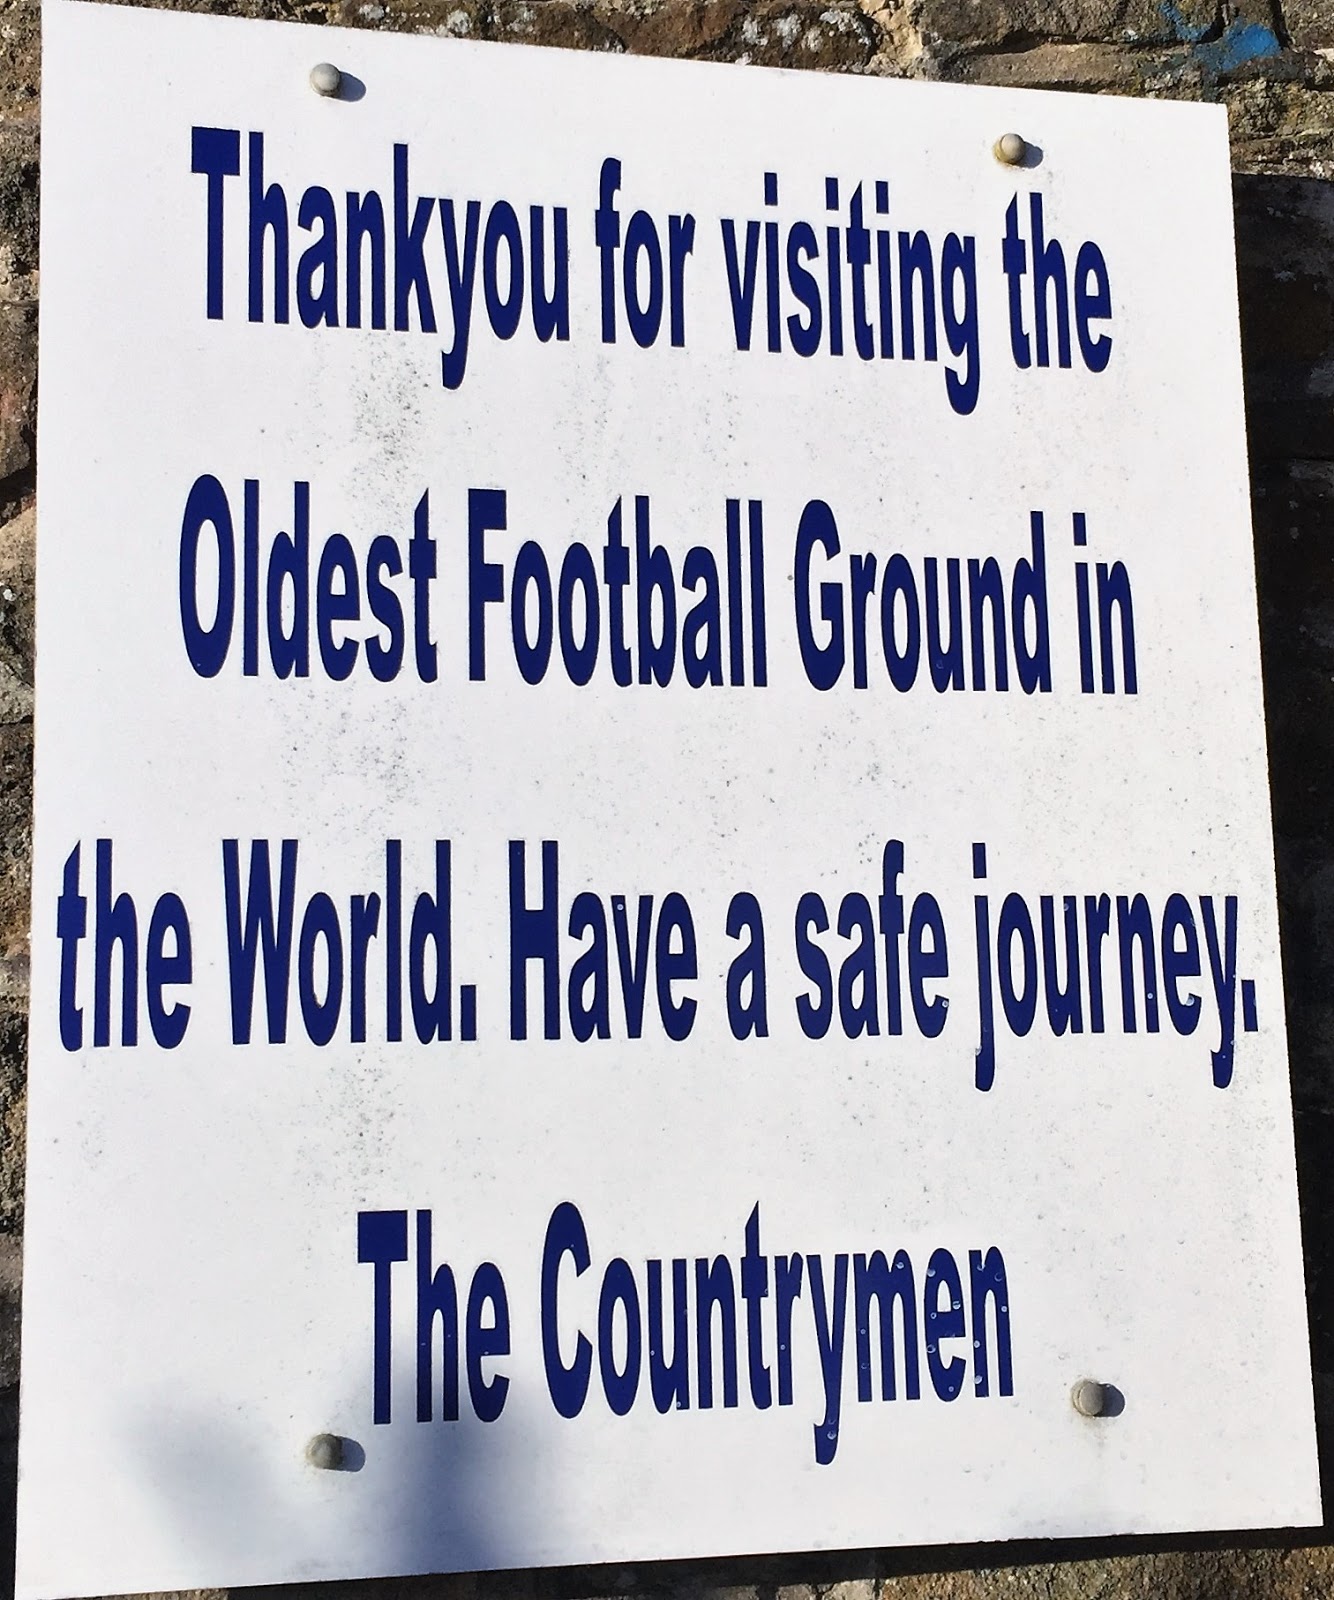 Thankyou for visiting the
Oldest Football Ground in
the World. Have a safe journey.
The Countrymen